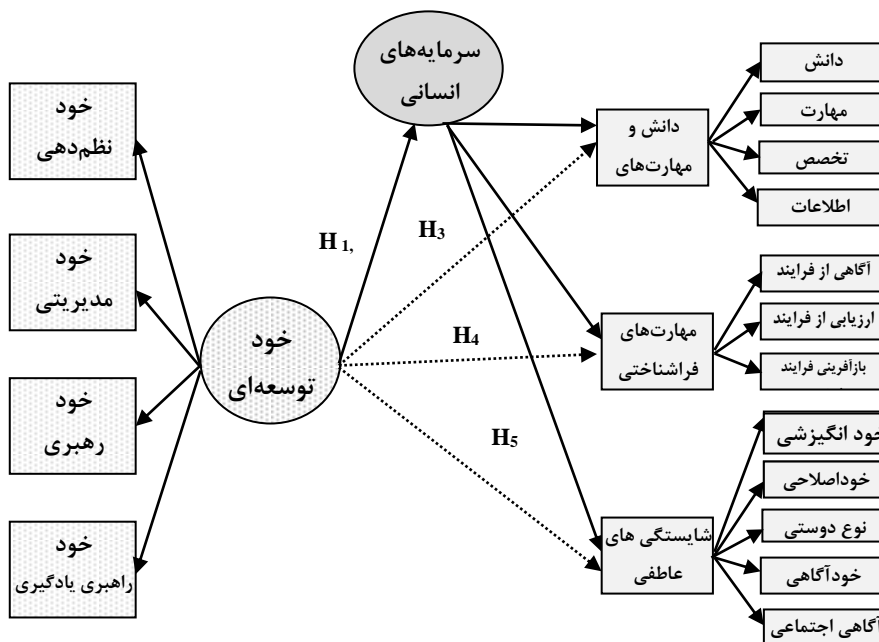 سرمایه‌های
انسانی
دانش
مهارت
تخصص
اطلاعات
دانش و
مهارت‌های
خود
نظم‌دهی
خود
مدیریتی
خود
رهبری
خود
راهبری یادگیری
خود
توسعه‌ای
H 1,
H3
H4
H5
آگاهی از فرایند
ارزیابی از فرایند
بازآفرینی فرایند
مهارت‌های
فراشناختی
خود انگیزشی
خوداصلاحی
نوع دوستی
خودآگاهی
آگاهی اجتماعی
شایستگی های
عاطفی